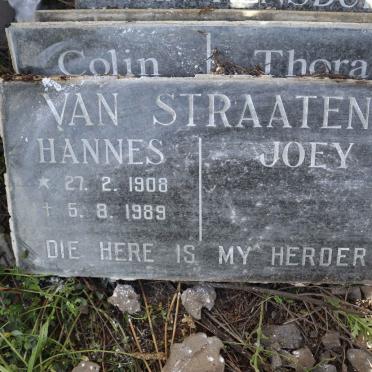 Colin Thora
VAN STRAATEN
HANNES JOEY
* 27. 2. 1908
† 5. 8. 1989
DIE HERE IS MY HERDER